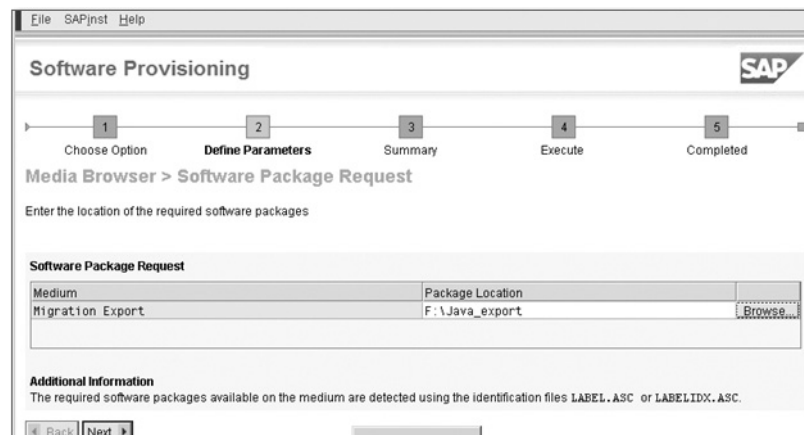 File SAPinst Help
Software Provisioning
SAP
1 2 3 4 5
Choose Option Define Parameters Summary Execute Completed
Media Browser > Software Package Request
Enter the location of the required software packages
Software Package Request
Medium Package Location
Migration Export F:\Java_export Browse...
Additional Information
The required software packages available on the medium are detected using the identification files LABEL.ASC or LABELIDX.ASC.
Back Next